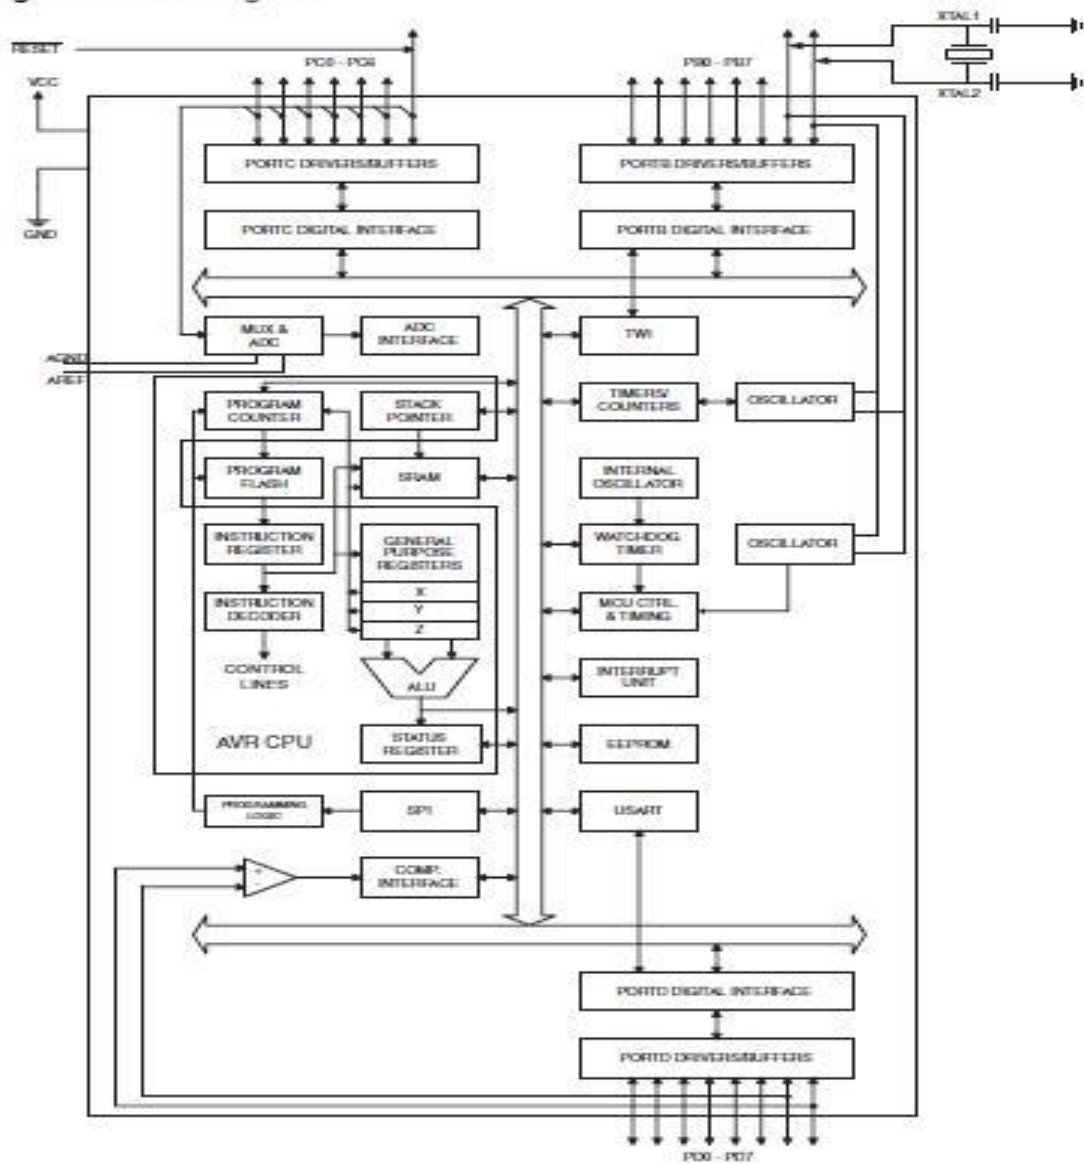 XTAL1
RESET
PC0 - PC6
PB0 - PB7
VCC
XTAL2
PORTC DRIVERS/BUFFERS
PORTB DRIVERS/BUFFERS
GND
PORTC DIGITAL INTERFACE
PORTB DIGITAL INTERFACE
MUX &
ADC
ADC
INTERFACE
TWI
AGND
AREF
PROGRAM
COUNTER
STACK
POINTER
TIMERS/
COUNTERS
OSCILLATOR
PROGRAM
FLASH
SRAM
INTERNAL
OSCILLATOR
INSTRUCTION
REGISTER
GENERAL
PURPOSE
REGISTERS
WATCHDOG
TIMER
OSCILLATOR
X
Y
Z
INSTRUCTION
DECODER
MCU CTRL.
& TIMING
CONTROL
LINES
ALU
INTERRUPT
UNIT
AVR CPU
STATUS
REGISTER
EEPROM
PROGRAMMING
LOGIC
SPI
USART
+
-
COMP.
INTERFACE
PORTD DIGITAL INTERFACE
PORTD DRIVERS/BUFFERS
PD0 - PD7